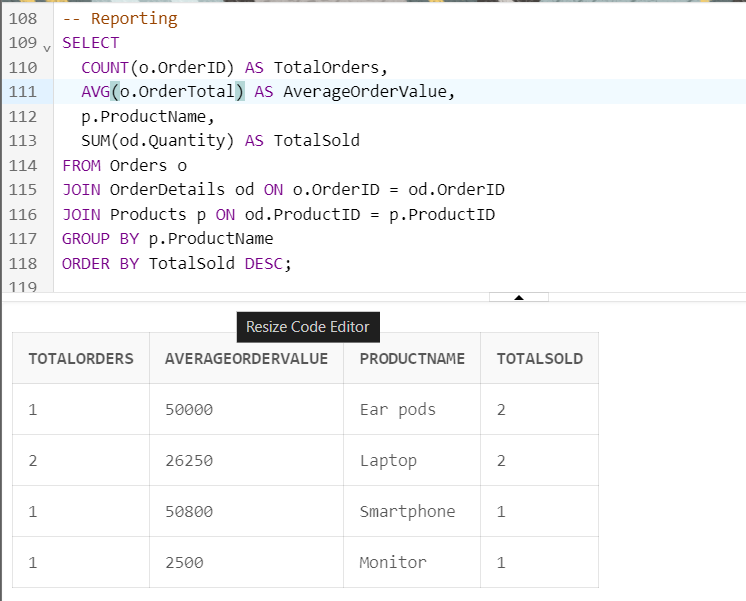 108 -- Reporting
109 SELECT
110 COUNT(o.OrderID) AS TotalOrders,
111 AVG(o.OrderTotal) AS AverageOrderValue,
112 p.ProductName,
113 SUM(od.Quantity) AS TotalSold
114 FROM Orders o
115 JOIN OrderDetails od ON o.OrderID = od.OrderID
116 JOIN Products p ON od.ProductID = p.ProductID
117 GROUP BY p.ProductName
118 ORDER BY TotalSold DESC;
119
Resize Code Editor
TOTALORDERS AVERAGEORDERVALUE PRODUCTNAME TOTALSOLD
1 50000 Ear pods 2
2 26250 Laptop 2
1 50800 Smartphone 1
1 2500 Monitor 1